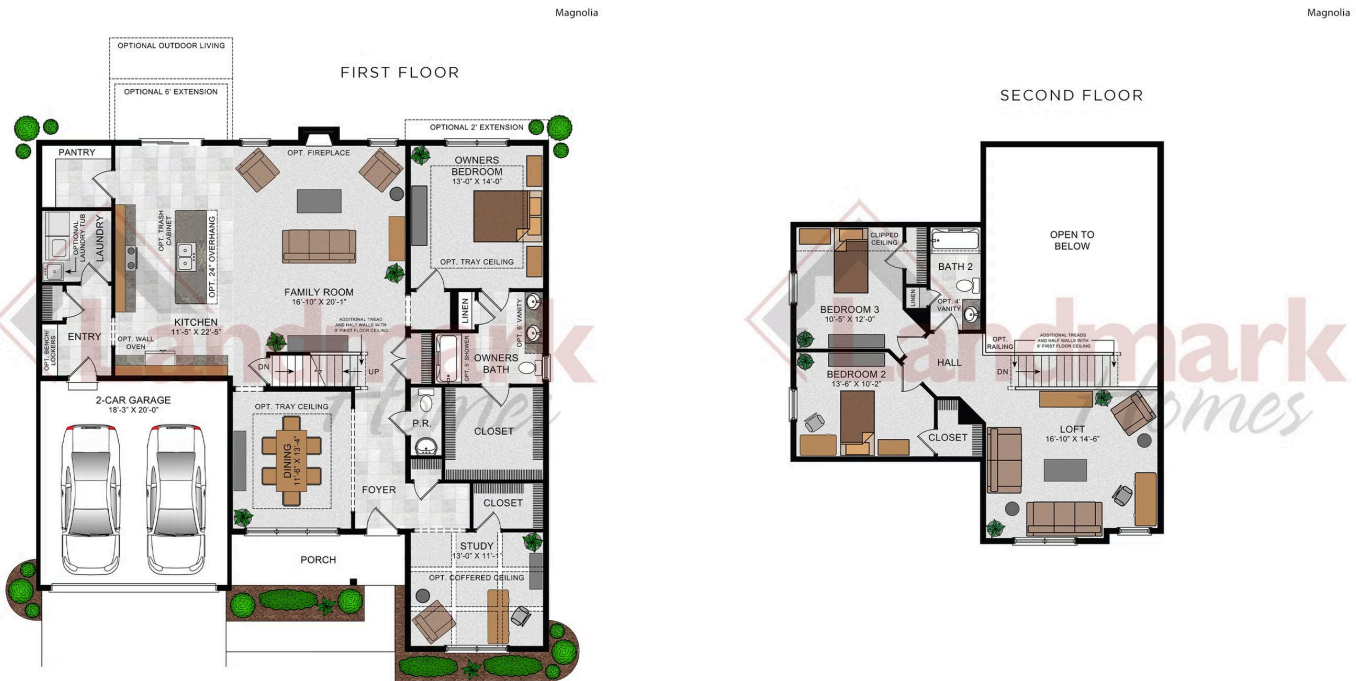 Magnolia
FIRST FLOOR
OPTIONAL OUTDOOR LIVING
OPTIONAL 6' EXTENSION
OPTIONAL 2' EXTENSION
PANTRY
OPT. FIREPLACE
OWNERS
BEDROOM
13'-0" X 14'-0"
OPT. TRAY CEILING
OPTIONAL
LAUNDRY TUB
LAUNDRY
OPT. TRASH
CABINET
OPT. 24" OVERHANG
FAMILY ROOM
16'-10" X 20'-1"
ADDITIONAL TREAD
AND HALF WALLS WITH
9' FIRST FLOOR CEILING
KITCHEN
11'-5" X 22'-5"
LINEN
OPT. 6' VANITY
OPT. BENCH/
LOCKERS
ENTRY
OPT. WALL
OVEN
DN
UP
OPT. 5' SHOWER
OWNERS
BATH
2-CAR GARAGE
18'-3" X 20'-0"
OPT. TRAY CEILING
DINING
11'-6" X 13'-4"
P.R.
CLOSET
FOYER
CLOSET
PORCH
STUDY
13'-0" X 11'-1"
OPT. COFFERED CEILING
Landmark
Homes
Magnolia
SECOND FLOOR
OPEN TO
BELOW
CLIPPED
CEILING
BATH 2
LINEN
OPT. 4'
VANITY
BEDROOM 3
10'-5" X 12'-0"
OPT.
RAILING
ADDITIONAL TREADS
AND HALF WALLS WITH
9' FIRST FLOOR CEILING
HALL
DN
BEDROOM 2
13'-6" X 10'-2"
CLOSET
LOFT
16'-10" X 14'-6"
Landmark
Homes